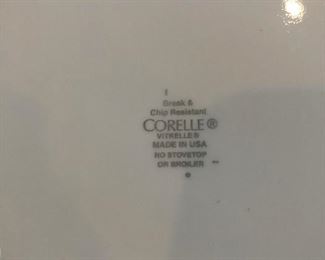 Break &
Chip Resistant
CORELLE®
VITRELLE®
MADE IN USA
NO STOVETOP
OR BROILER